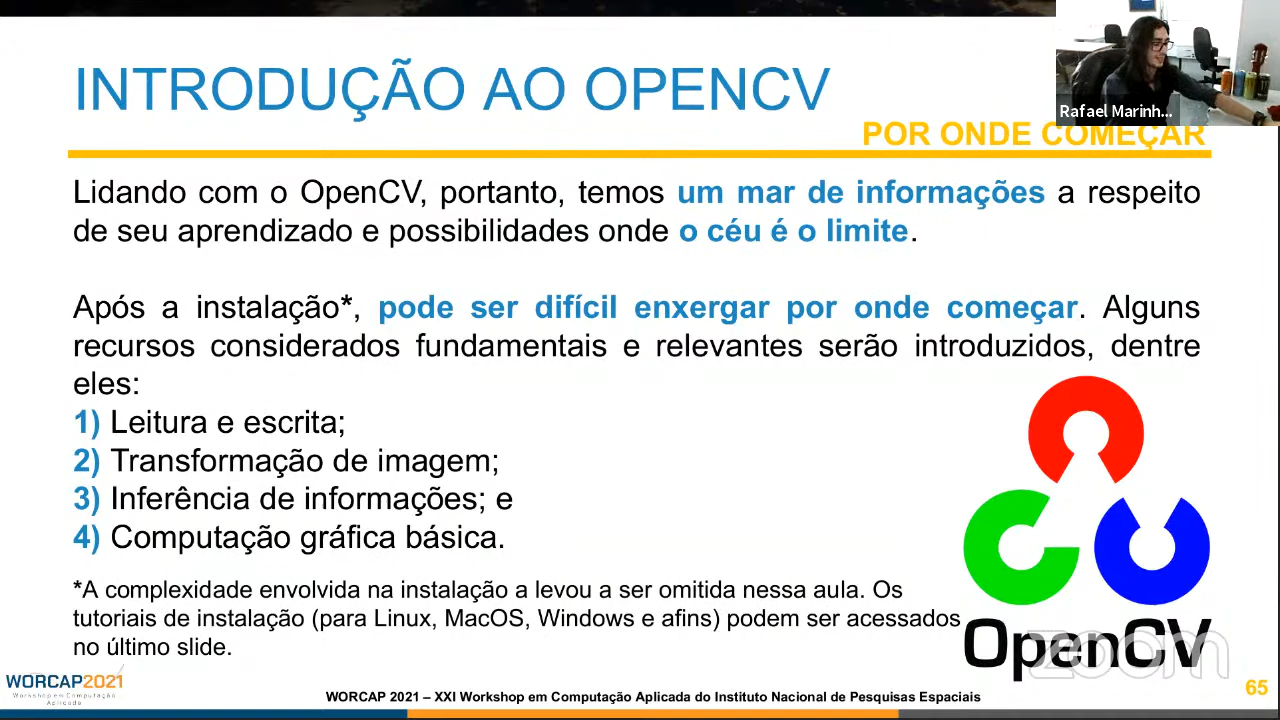 INTRODUÇÃO AO OPENCV
Rafael Marinh...
POR ONDE COMEÇAR
Lidando com o OpenCV, portanto, temos um mar de informações a respeito
de seu aprendizado e possibilidades onde o céu é o limite.
Após a instalação*, pode ser difícil enxergar por onde começar. Alguns
recursos considerados fundamentais e relevantes serão introduzidos, dentre
eles:
1) Leitura e escrita;
2) Transformação de imagem;
3) Inferência de informações; e
4) Computação gráfica básica.
*A complexidade envolvida na instalação a levou a ser omitida nessa aula. Os
tutoriais de instalação (para Linux, MacOS, Windows e afins) podem ser acessados
no último slide.
OpenCV
zoom
WORCAP2021
Workshop em Computação
Aplicada
WORCAP 2021 – XXI Workshop em Computação Aplicada do Instituto Nacional de Pesquisas Espaciais
65